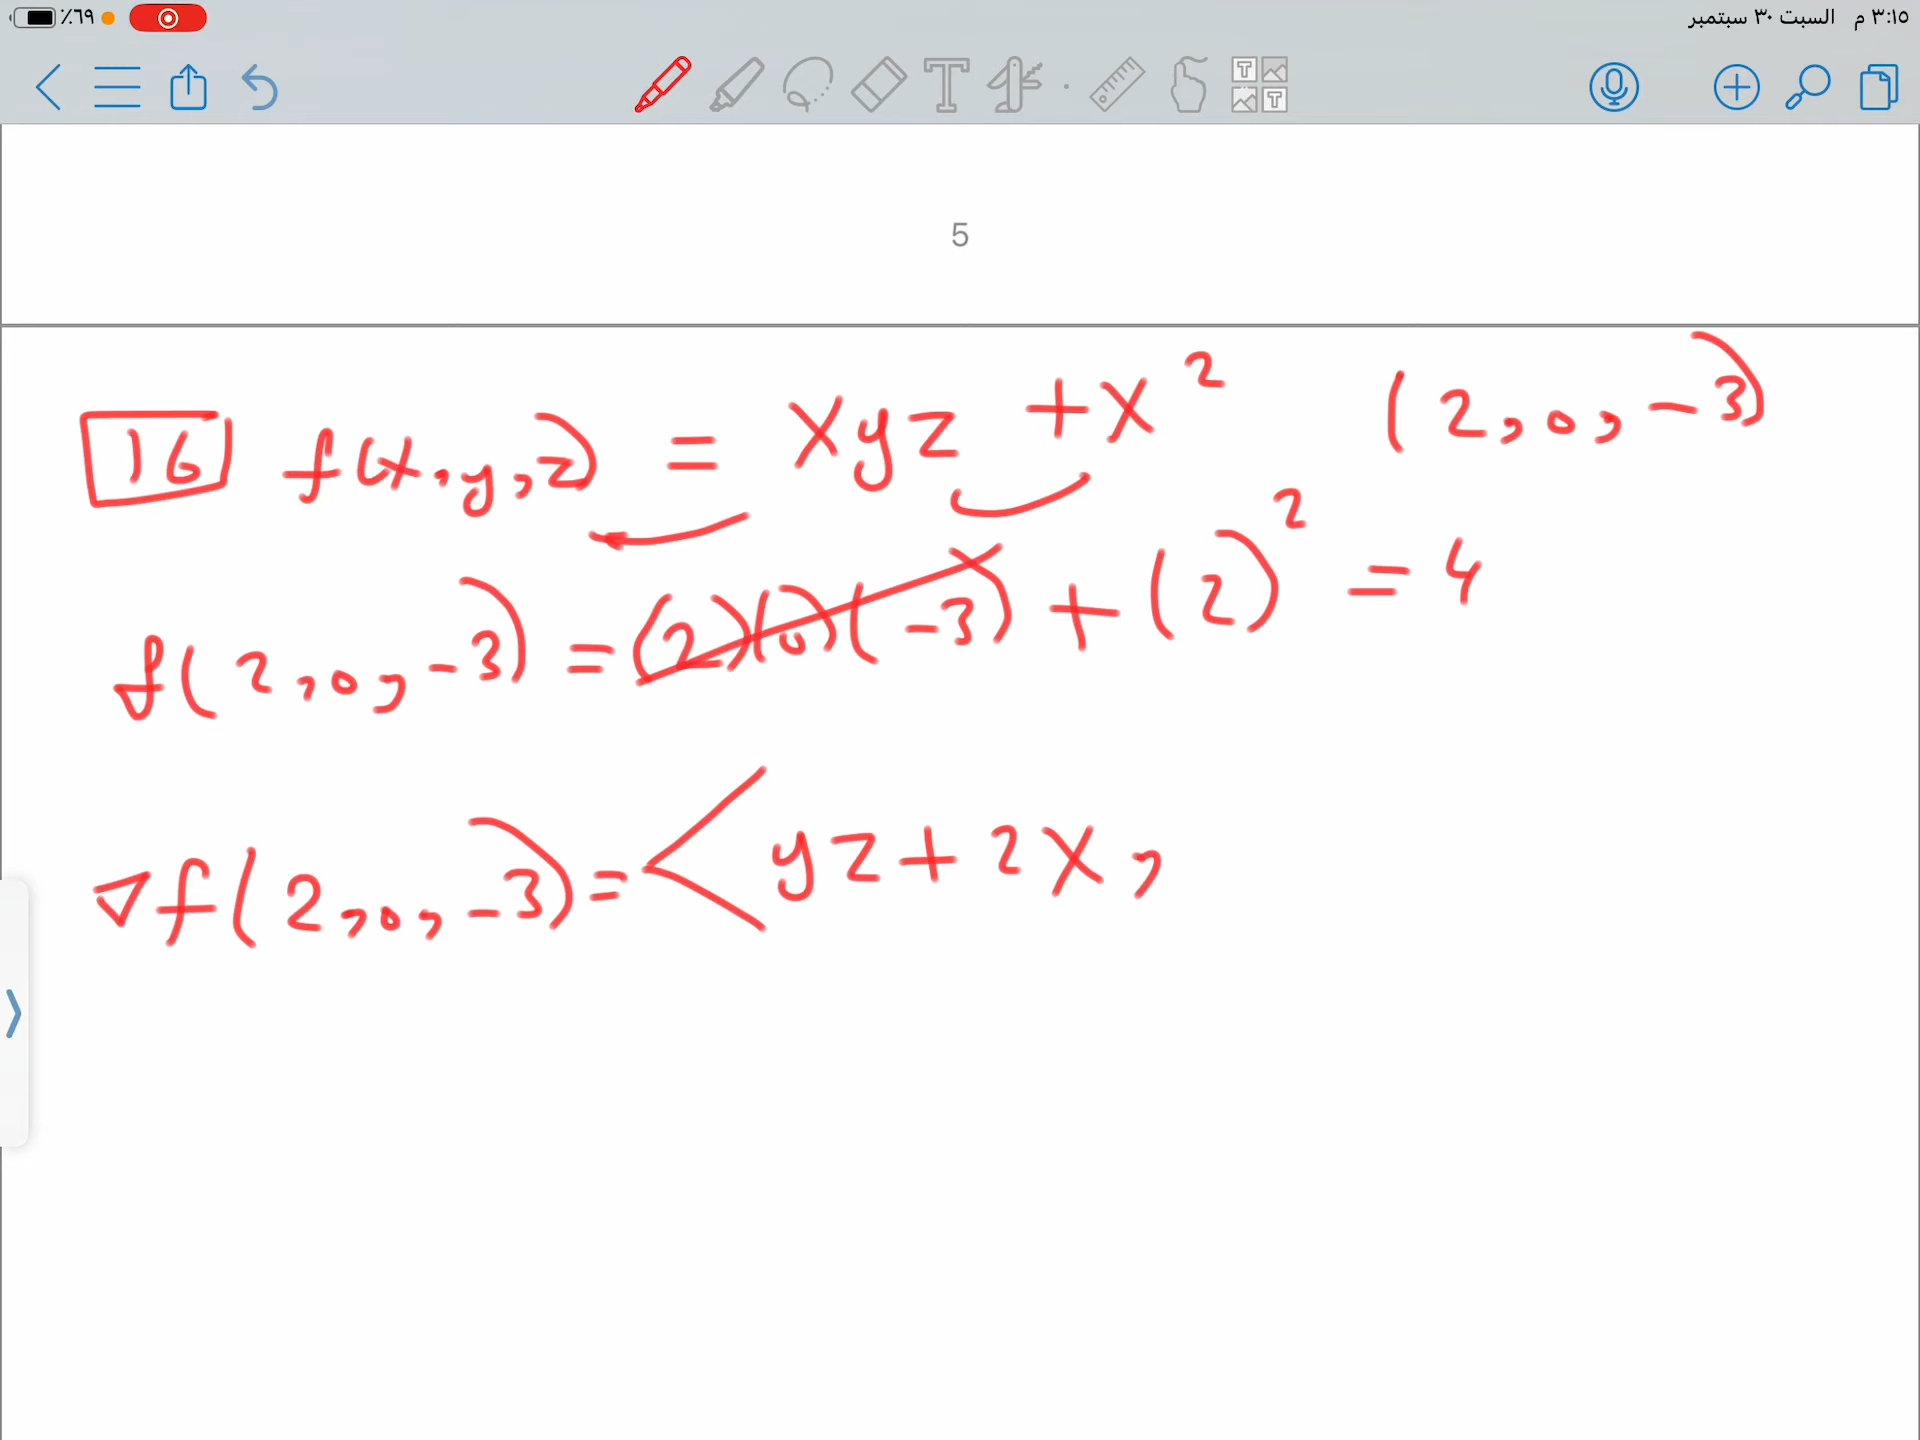 ٪٦٩ السبت ٣٠ سبتمبر ٣:١٥ م
5
16 f(x,y,z) = xyz + x² (2,0,-3)
f(2,0,-3) = (2)(0)(-3) + (2)² = 4
∇f(2,0,-3) = < yz + 2x,